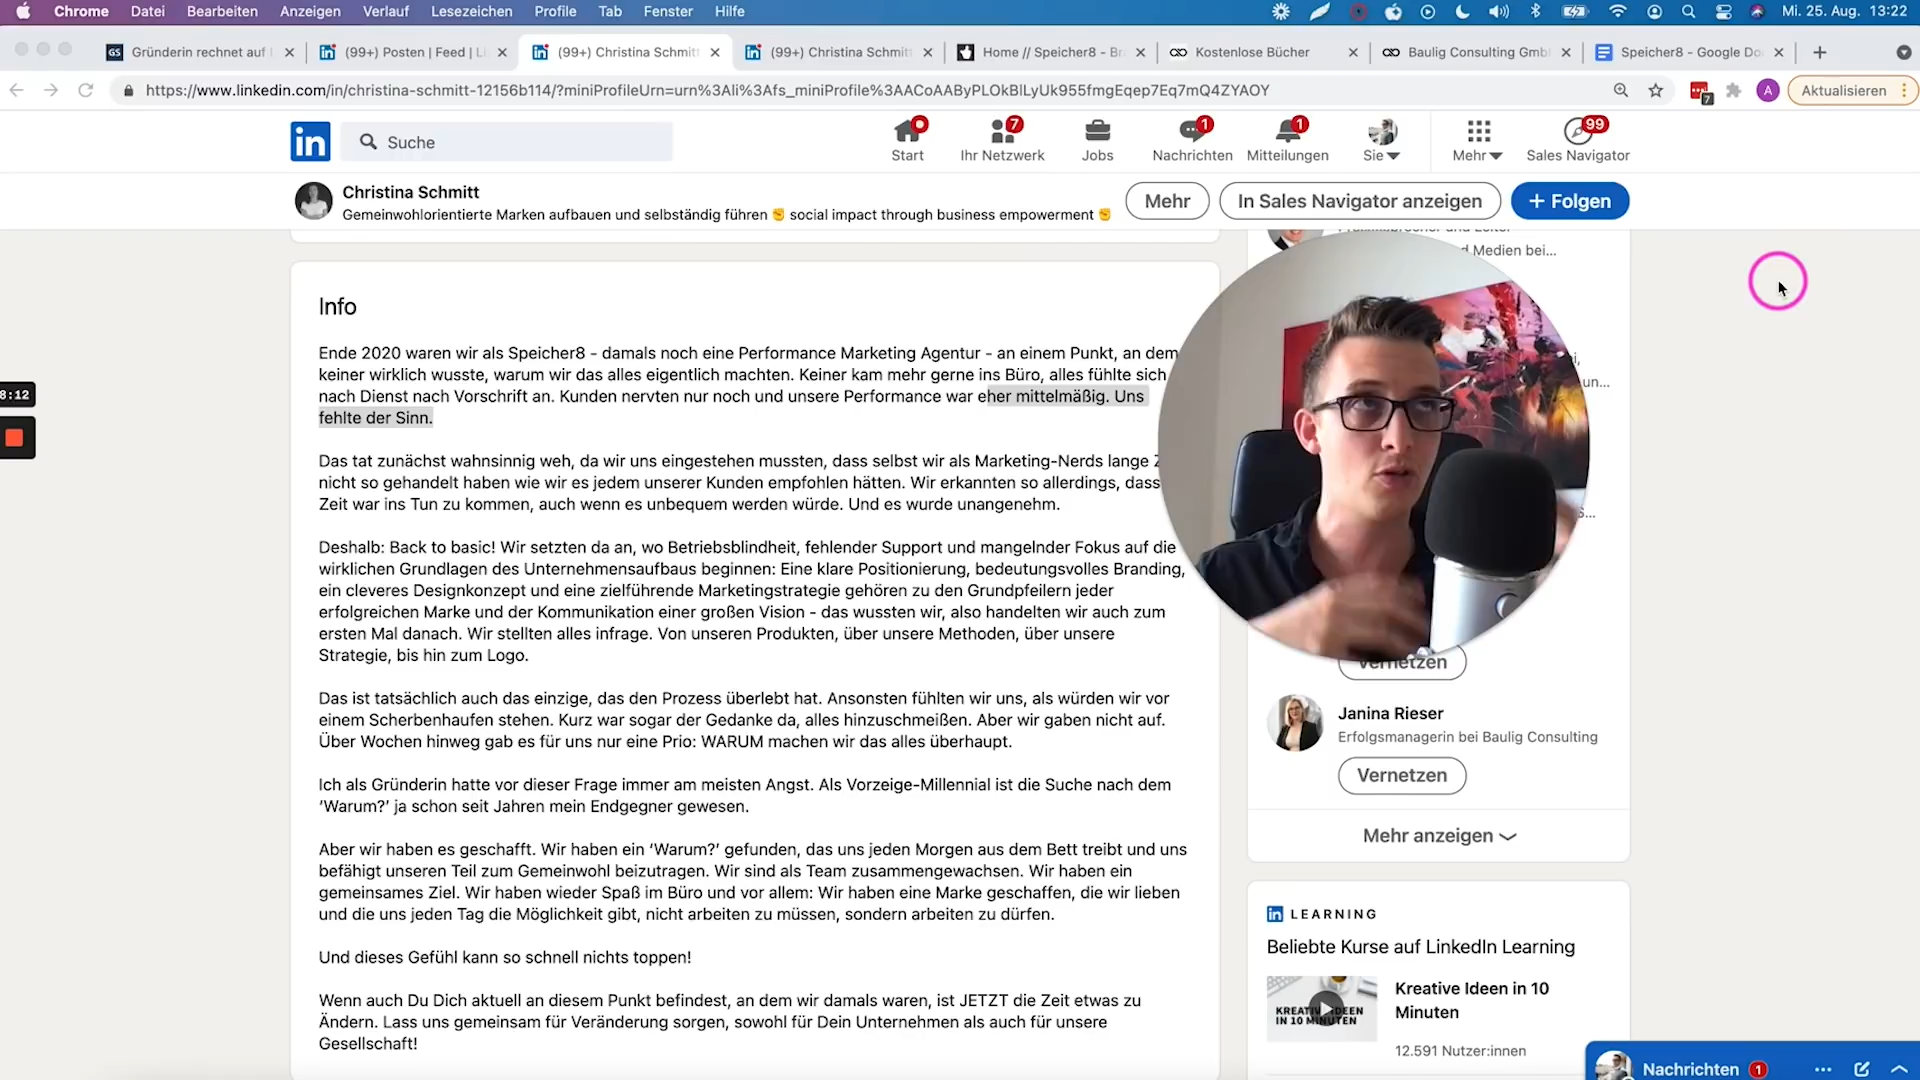 Chrome Datei Bearbeiten Anzeigen Verlauf Lesezeichen Profile Tab Fenster Hilfe Mi. 25. Aug. 13:22
GS Gründerin rechnet auf (99+) Posten | Feed | Li (99+) Christina Schmit (99+) Christina Schmit Home // Speicher8 - Br Kostenlose Bücher Baulig Consulting Gmb Speicher8 - Google Do
https://www.linkedin.com/in/christina-schmitt-12156b114/?miniProfileUrn=urn%3Ali%3Afs_miniProfile%3AACoAAByPLOkBlLyUk955fmgEqep7Eq7mQ4ZYAOY 7 A Aktualisieren
in Suche
7 1 1 99
Start Ihr Netzwerk Jobs Nachrichten Mitteilungen Sie Mehr Sales Navigator
Christina Schmitt
Gemeinwohlorientierte Marken aufbauen und selbständig führen ✊ social impact through business empowerment ✊
Mehr In Sales Navigator anzeigen + Folgen
d Medien bei...
Info
Ende 2020 waren wir als Speicher8 - damals noch eine Performance Marketing Agentur - an einem Punkt, an dem
keiner wirklich wusste, warum wir das alles eigentlich machten. Keiner kam mehr gerne ins Büro, alles fühlte sich
nach Dienst nach Vorschrift an. Kunden nervten nur noch und unsere Performance war eher mittelmäßig. Uns
fehlte der Sinn.
8:12
Das tat zunächst wahnsinnig weh, da wir uns eingestehen mussten, dass selbst wir als Marketing-Nerds lange
nicht so gehandelt haben wie wir es jedem unserer Kunden empfohlen hätten. Wir erkannten so allerdings, dass
Zeit war ins Tun zu kommen, auch wenn es unbequem werden würde. Und es wurde unangenehm.
Deshalb: Back to basic! Wir setzten da an, wo Betriebsblindheit, fehlender Support und mangelnder Fokus auf die
wirklichen Grundlagen des Unternehmensaufbaus beginnen: Eine klare Positionierung, bedeutungsvolles Branding,
ein cleveres Designkonzept und eine zielführende Marketingstrategie gehören zu den Grundpfeilern jeder
erfolgreichen Marke und der Kommunikation einer großen Vision - das wussten wir, also handelten wir auch zum
ersten Mal danach. Wir stellten alles infrage. Von unseren Produkten, über unsere Methoden, über unsere
Strategie, bis hin zum Logo.
Das ist tatsächlich auch das einzige, das den Prozess überlebt hat. Ansonsten fühlten wir uns, als würden wir vor
einem Scherbenhaufen stehen. Kurz war sogar der Gedanke da, alles hinzuschmeißen. Aber wir gaben nicht auf.
Über Wochen hinweg gab es für uns nur eine Prio: WARUM machen wir das alles überhaupt.
Ich als Gründerin hatte vor dieser Frage immer am meisten Angst. Als Vorzeige-Millennial ist die Suche nach dem
‘Warum?’ ja schon seit Jahren mein Endgegner gewesen.
Aber wir haben es geschafft. Wir haben ein ‘Warum?’ gefunden, das uns jeden Morgen aus dem Bett treibt und uns
befähigt unseren Teil zum Gemeinwohl beizutragen. Wir sind als Team zusammengewachsen. Wir haben ein
gemeinsames Ziel. Wir haben wieder Spaß im Büro und vor allem: Wir haben eine Marke geschaffen, die wir lieben
und die uns jeden Tag die Möglichkeit gibt, nicht arbeiten zu müssen, sondern arbeiten zu dürfen.
Und dieses Gefühl kann so schnell nichts toppen!
Wenn auch Du Dich aktuell an diesem Punkt befindest, an dem wir damals waren, ist JETZT die Zeit etwas zu
Ändern. Lass uns gemeinsam für Veränderung sorgen, sowohl für Dein Unternehmen als auch für unsere
Gesellschaft!
Vernetzen
Janina Rieser
Erfolgsmanagerin bei Baulig Consulting
Vernetzen
Mehr anzeigen
in LEARNING
Beliebte Kurse auf LinkedIn Learning
KREATIVE IDEEN
IN 10 MINUTEN
Kreative Ideen in 10
Minuten
12.591 Nutzer:innen
Nachrichten 1